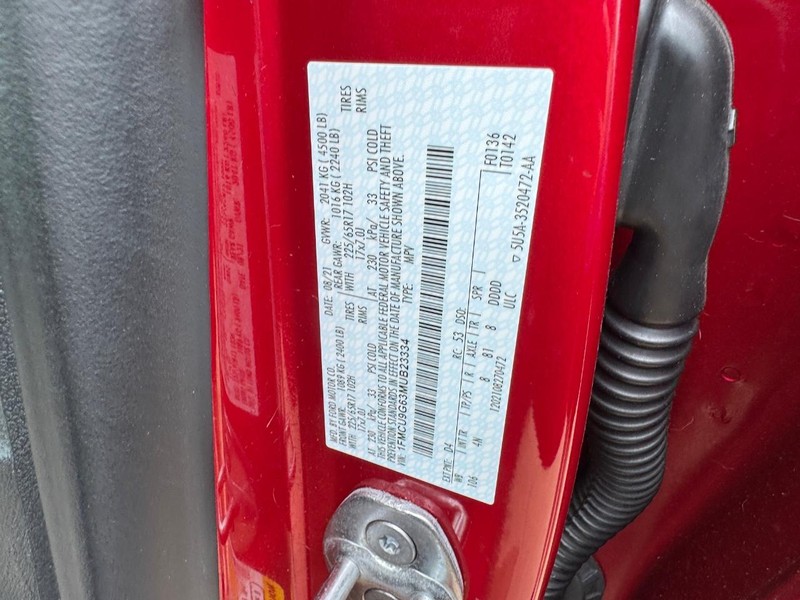 MFD. BY FORD MOTOR CO. DATE: 08/21 GVWR: 2041 KG ( 4500 LB)
FRONT GAWR: 1089 KG ( 2400 LB) REAR GAWR: 1016 KG ( 2240 LB)
WITH 225/65R17 102H TIRES WITH 225/65R17 102H TIRES
17x7.0J RIMS 17x7.0J RIMS
AT 230 kPa/ 33 PSI COLD AT 230 kPa/ 33 PSI COLD
THIS VEHICLE CONFORMS TO ALL APPLICABLE FEDERAL MOTOR VEHICLE SAFETY AND THEFT
PREVENTION STANDARDS IN EFFECT ON THE DATE OF MANUFACTURE SHOWN ABOVE.
VIN: 1FMCU9G63MUB23334 TYPE: MPV
F0136
T0142
EXT PNT: D4 RC: 53 DSO:
WB INT TR TP/PS R AXLE TR SPR
106 4N 8 B1 8 DDDD
1202108270472 ULC ▽ 5U5A-3520472-AA